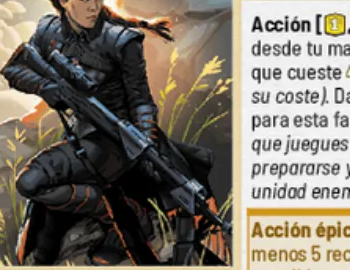 Acción [1,
desde tu ma
que cueste
su coste). Da
para esta fa
que juegues
prepararse y
unidad enem
Acción épic
menos 5 rec